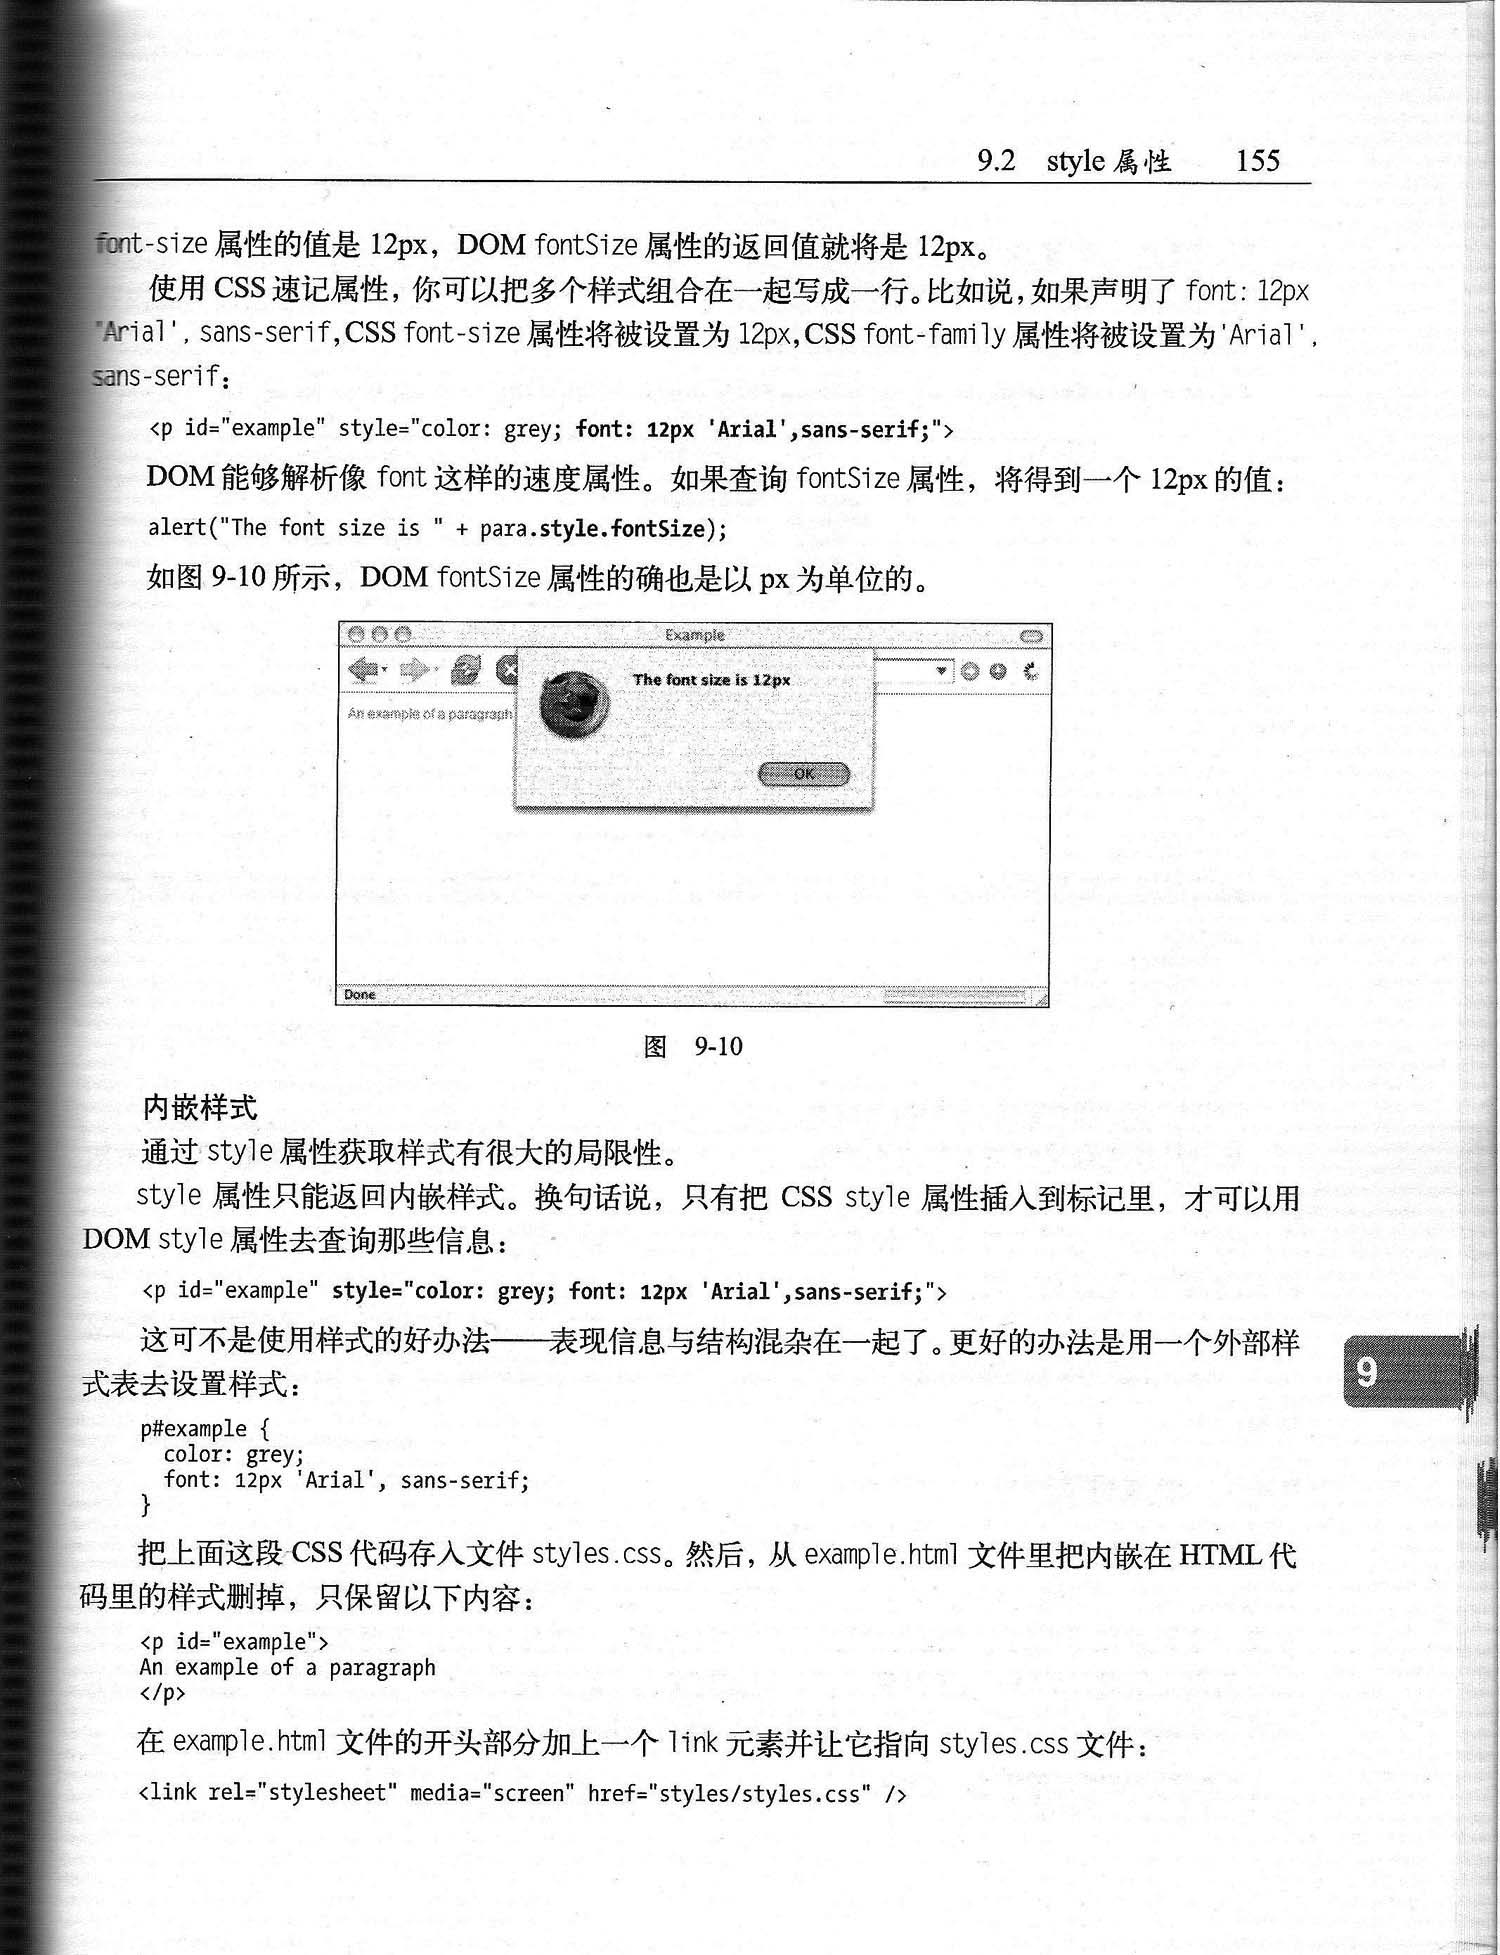 9.2 style属性 155
font-size属性的值是 12px，DOM fontSize 属性的返回值就将是 12px。
使用 CSS 速记属性，你可以把多个样式组合在一起写成一行。比如说，如果声明了 font: 12px
'Arial', sans-serif,CSS font-size 属性将被设置为 12px,CSS font-family 属性将被设置为'Arial',
sans-serif：
<p id="example" style="color: grey; font: 12px 'Arial',sans-serif;">
DOM 能够解析像 font 这样的速度属性。如果查询 fontSize 属性，将得到一个 12px 的值：
alert("The font size is " + para.style.fontSize);
如图 9-10 所示，DOM fontSize 属性的确也是以 px 为单位的。
Example
The font size is 12px
An example of a paragraph
OK
Done
图 9-10
内嵌样式
通过 style 属性获取样式有很大的局限性。
style 属性只能返回内嵌样式。换句话说，只有把 CSS style 属性插入到标记里，才可以用
DOM style 属性去查询那些信息：
<p id="example" style="color: grey; font: 12px 'Arial',sans-serif;">
这可不是使用样式的好办法——表现信息与结构混杂在一起了。更好的办法是用一个外部样
式表去设置样式：
9
p#example {
color: grey;
font: 12px 'Arial', sans-serif;
}
把上面这段 CSS 代码存入文件 styles.css。然后，从 example.html 文件里把内嵌在 HTML 代
码里的样式删掉，只保留以下内容：
<p id="example">
An example of a paragraph
</p>
在 example.html 文件的开头部分加上一个 link 元素并让它指向 styles.css 文件：
<link rel="stylesheet" media="screen" href="styles/styles.css" />